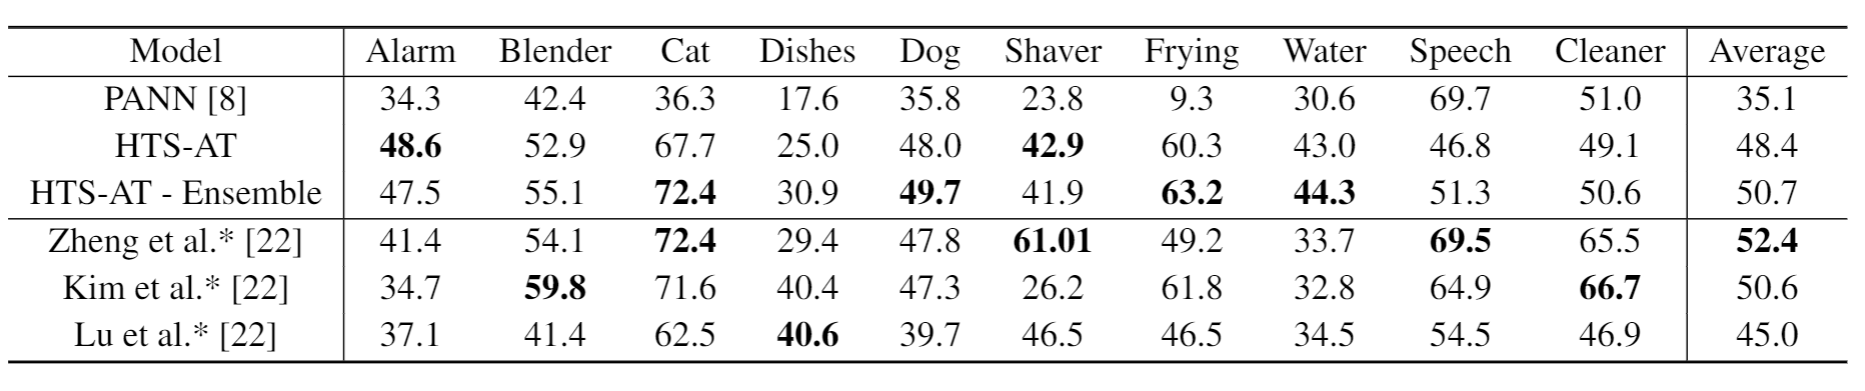 Model Alarm Blender Cat Dishes Dog Shaver Frying Water Speech Cleaner Average
PANN [8] 34.3 42.4 36.3 17.6 35.8 23.8 9.3 30.6 69.7 51.0 35.1
HTS-AT 48.6 52.9 67.7 25.0 48.0 42.9 60.3 43.0 46.8 49.1 48.4
HTS-AT - Ensemble 47.5 55.1 72.4 30.9 49.7 41.9 63.2 44.3 51.3 50.6 50.7
Zheng et al.* [22] 41.4 54.1 72.4 29.4 47.8 61.01 49.2 33.7 69.5 65.5 52.4
Kim et al.* [22] 34.7 59.8 71.6 40.4 47.3 26.2 61.8 32.8 64.9 66.7 50.6
Lu et al.* [22] 37.1 41.4 62.5 40.6 39.7 46.5 46.5 34.5 54.5 46.9 45.0